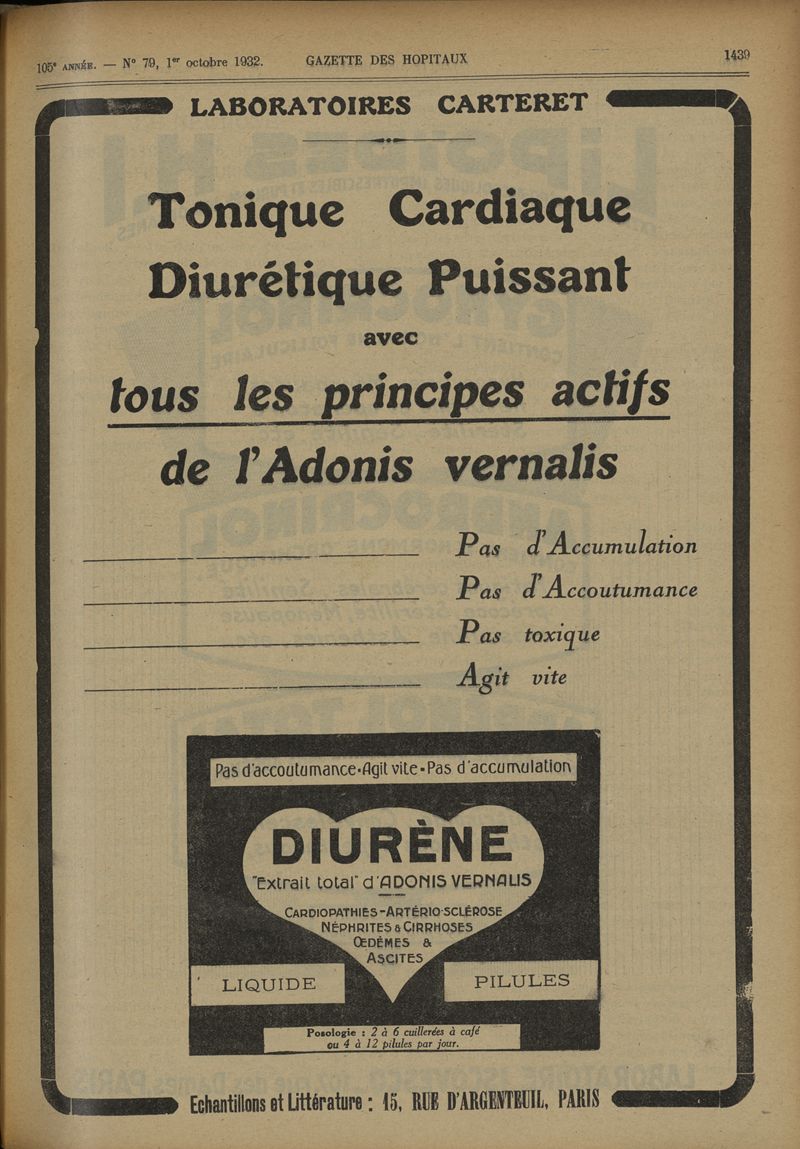 105e ANNÉE. — N° 79, 1er octobre 1932. GAZETTE DES HOPITAUX 1439
LABORATOIRES CARTERET
Tonique Cardiaque
Diurétique Puissant
avec
tous les principes actifs
de l'Adonis vernalis
Pas d'Accumulation
Pas d'Accoutumance
Pas toxique
Agit vite
Pas d'accoutumance-Agit vite-Pas d'accumulation
DIURÈNE
"Extrait total" d'ADONIS VERNALIS
CARDIOPATHIES-ARTÉRIO-SCLÉROSE
NÉPHRITES & CIRRHOSES
ŒDÉMES &
ASCITES
LIQUIDE PILULES
Posologie : 2 à 6 cuillerées à café
ou 4 à 12 pilules par jour.
Echantillons et Littérature : 15, RUE D'ARGENTEUIL, PARIS